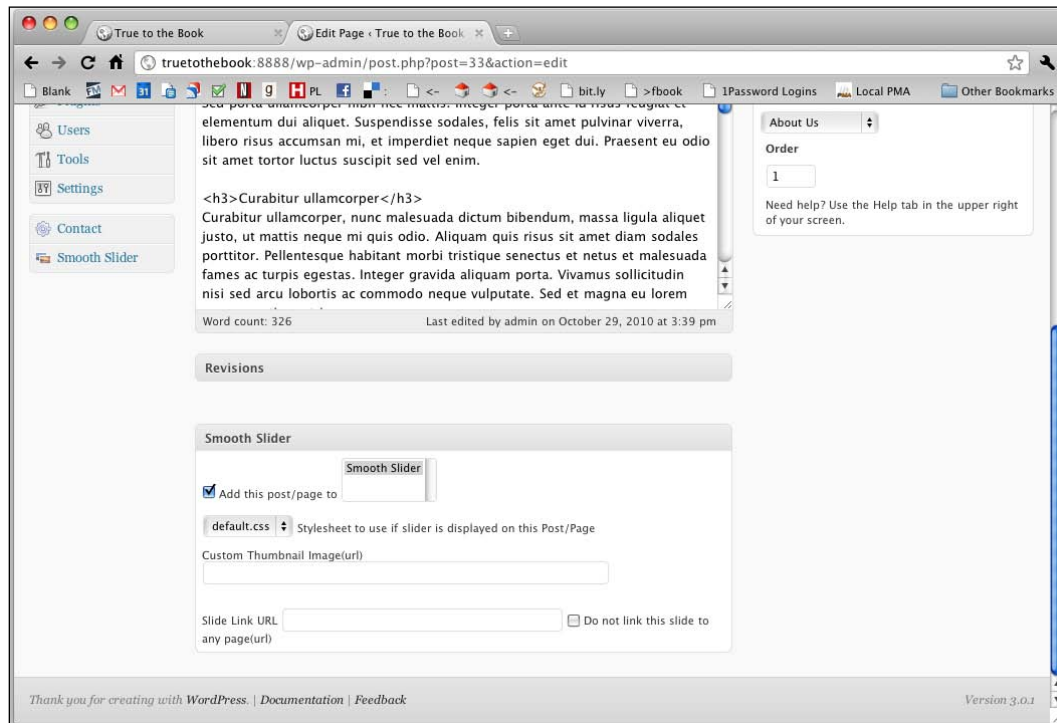 True to the Book
Edit Page ‹ True to the Book
truetothebook:8888/wp-admin/post.php?post=33&action=edit
Blank
31
N
g
H PL
f
:
<-
<-
bit.ly
>fbook
1Password Logins
PMA
Local PMA
Other Bookmarks
Users
Tools
Settings
Contact
Smooth Slider
elementum dui aliquet. Suspendisse sodales, felis sit amet pulvinar viverra,
libero risus accumsan mi, et imperdiet neque sapien eget dui. Praesent eu odio
sit amet tortor luctus suscipit sed vel enim.
<h3>Curabitur ullamcorper</h3>
Curabitur ullamcorper, nunc malesuada dictum bibendum, massa ligula aliquet
justo, ut mattis neque mi quis odio. Aliquam quis risus sit amet diam sodales
porttitor. Pellentesque habitant morbi tristique senectus et netus et malesuada
fames ac turpis egestas. Integer gravida aliquam porta. Vivamus sollicitudin
nisi sed arcu lobortis ac commodo neque vulputate. Sed et magna eu lorem
Word count: 326
Last edited by admin on October 29, 2010 at 3:39 pm
About Us
Order
1
Need help? Use the Help tab in the upper right
of your screen.
Revisions
Smooth Slider
Smooth Slider
Add this post/page to
default.css
Stylesheet to use if slider is displayed on this Post/Page
Custom Thumbnail Image(url)
Slide Link URL
Do not link this slide to
any page(url)
Thank you for creating with WordPress. | Documentation | Feedback
Version 3.0.1